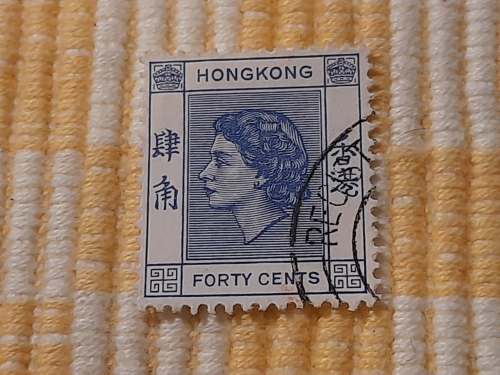 HONGKONG
肆角
香港
FORTY CENTS